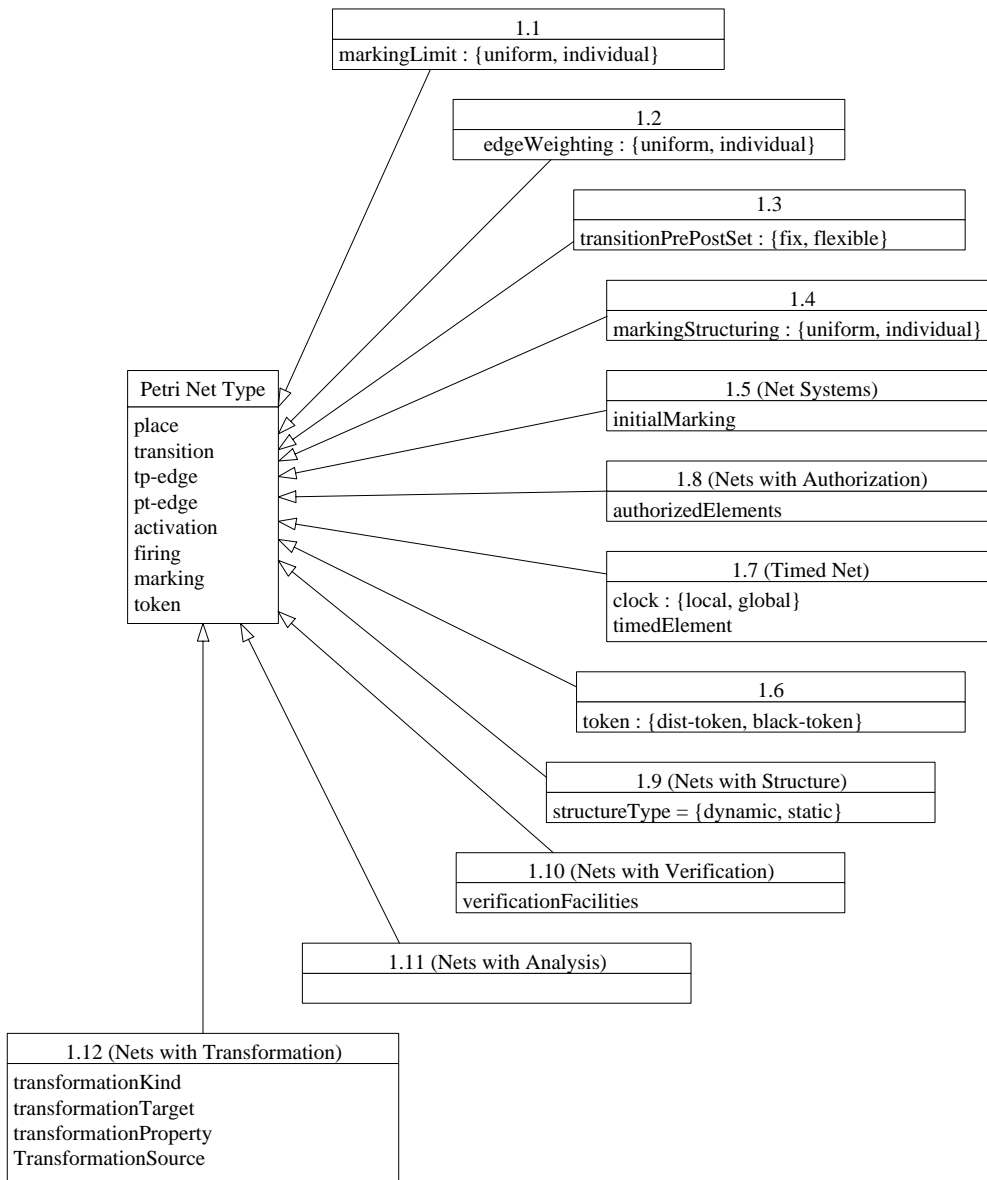 1.1
markingLimit : {uniform, individual}
1.2
edgeWeighting : {uniform, individual}
1.3
transitionPrePostSet : {fix, flexible}
1.4
markingStructuring : {uniform, individual}
Petri Net Type
place
transition
tp-edge
pt-edge
activation
firing
marking
token
1.5 (Net Systems)
initialMarking
1.8 (Nets with Authorization)
authorizedElements
1.7 (Timed Net)
clock : {local, global}
timedElement
1.6
token : {dist-token, black-token}
1.9 (Nets with Structure)
structureType = {dynamic, static}
1.10 (Nets with Verification)
verificationFacilities
1.11 (Nets with Analysis)
1.12 (Nets with Transformation)
transformationKind
transformationTarget
transformationProperty
TransformationSource